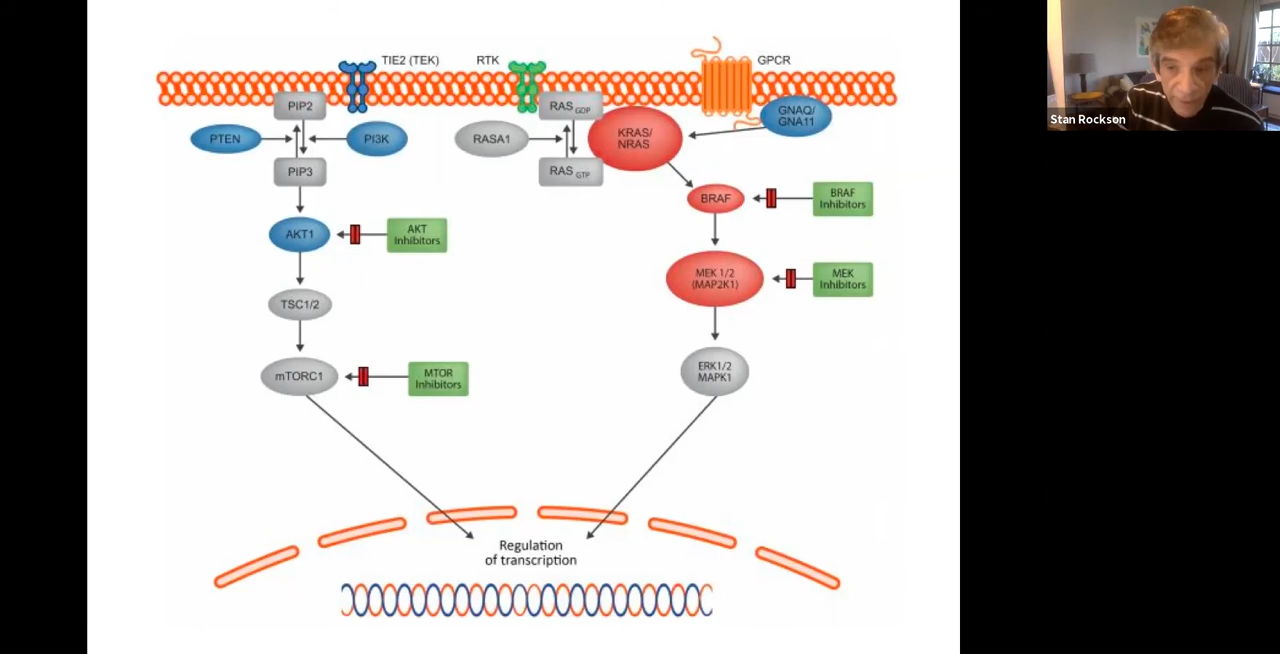 TIE2 (TEK)
RTK
GPCR
PIP2
RAS GDP
GNAQ/
GNA11
KRAS/
NRAS
PTEN
PI3K
RASA1
PIP3
RAS GTP
BRAF
BRAF
Inhibitors
AKT1
AKT
Inhibitors
MEK 1/2
(MAP2K1)
MEK
Inhibitors
TSC1/2
mTORC1
MTOR
Inhibitors
ERK1/2
MAPK1
Regulation
of transcription
Stan Rockson